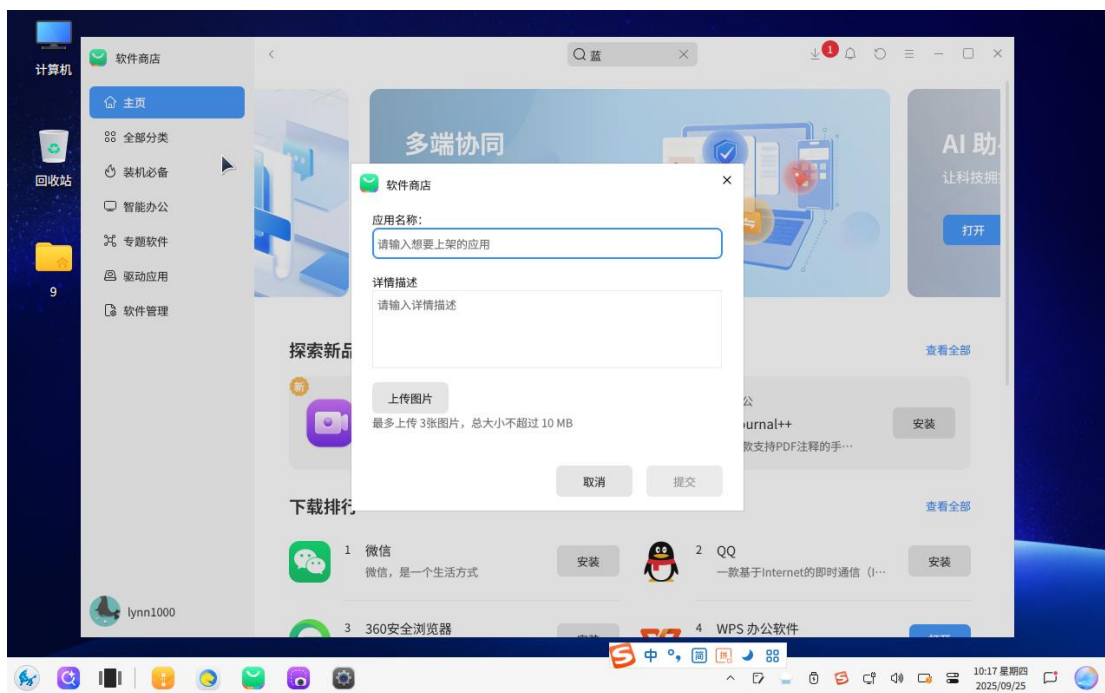 计算机
回收站
9
软件商店
蓝
1
主页
全部分类
装机必备
智能办公
专题软件
驱动应用
软件管理
lynn1000
多端协同
AI 助
让科技拥
打开
软件商店
应用名称：
请输入想要上架的应用
详情描述
请输入详情描述
上传图片
最多上传 3张图片，总大小不超过 10 MB
取消
提交
探索新品
查看全部
新
公
ournal++
款支持PDF注释的手…
安装
下载排行
查看全部
1 微信
微信，是一个生活方式
安装
2 QQ
一款基于Internet的即时通信（I…
安装
3 360安全浏览器
4 WPS 办公软件
中 简 拼
10:17 星期四
2025/09/25